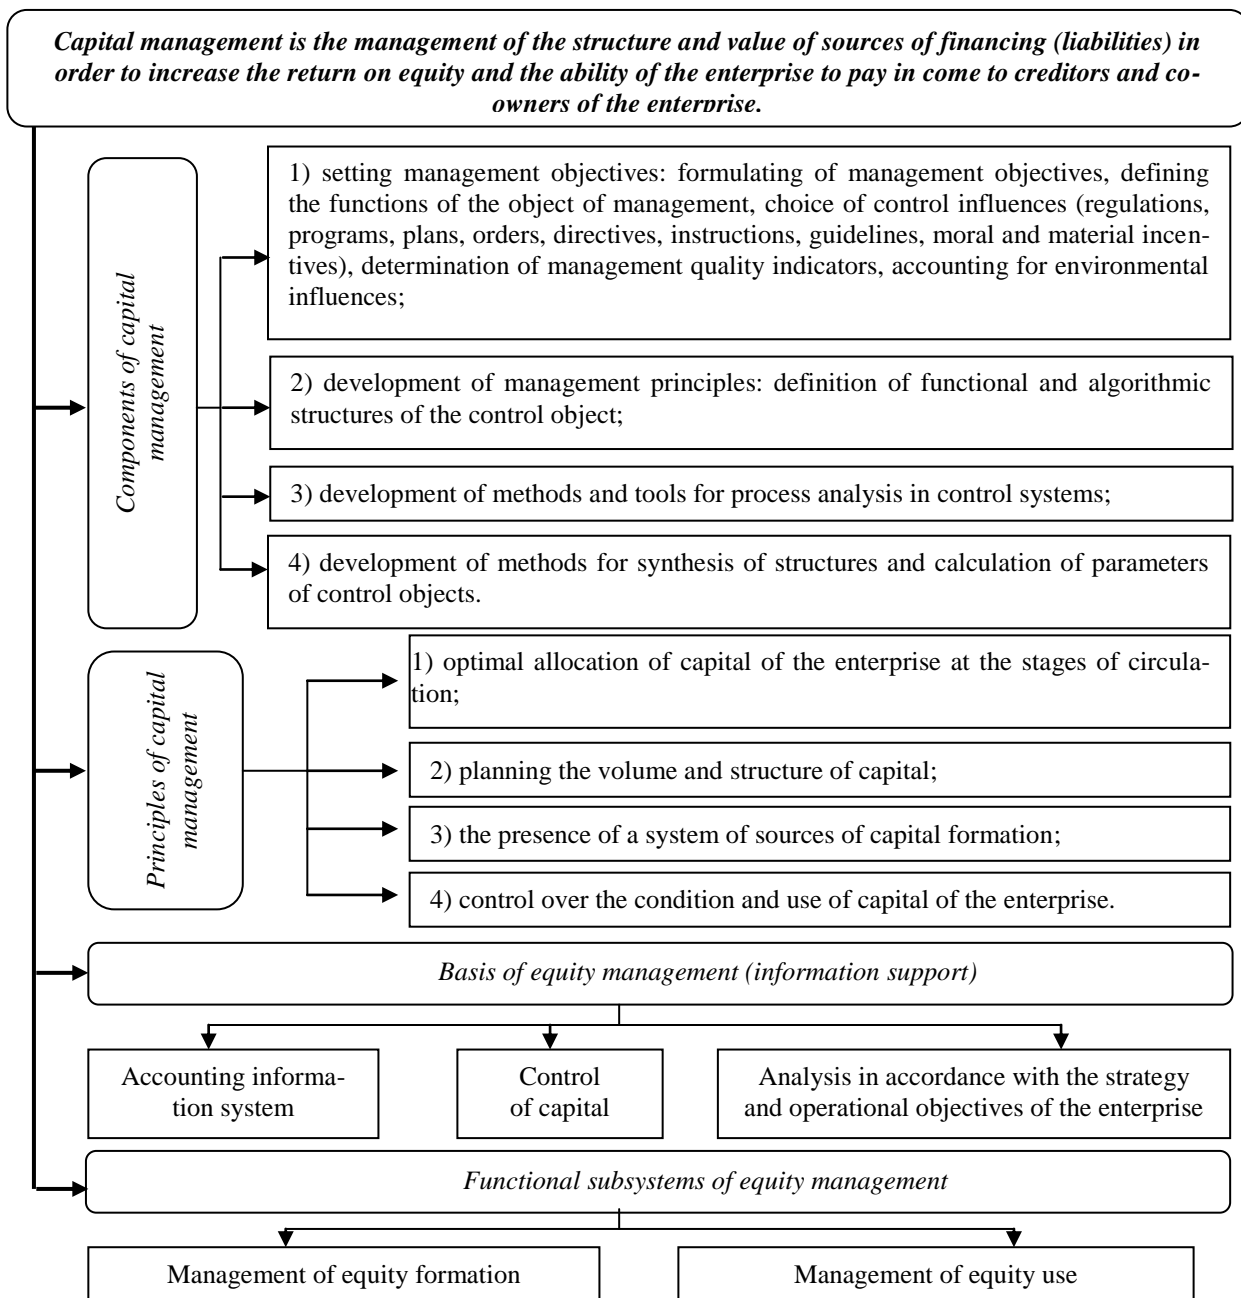 Capital management is the management of the structure and value of sources of financing (liabilities) in
order to increase the return on equity and the ability of the enterprise to pay in come to creditors and co-
owners of the enterprise.
Components of capital
management
1) setting management objectives: formulating of management objectives, defining
the functions of the object of management, choice of control influences (regulations,
programs, plans, orders, directives, instructions, guidelines, moral and material incen-
tives), determination of management quality indicators, accounting for environmental
influences;
2) development of management principles: definition of functional and algorithmic
structures of the control object;
3) development of methods and tools for process analysis in control systems;
4) development of methods for synthesis of structures and calculation of parameters
of control objects.
Principles of capital
management
1) optimal allocation of capital of the enterprise at the stages of circula-
tion;
2) planning the volume and structure of capital;
3) the presence of a system of sources of capital formation;
4) control over the condition and use of capital of the enterprise.
Basis of equity management (information support)
Accounting informa-
tion system
Control
of capital
Analysis in accordance with the strategy
and operational objectives of the enterprise
Functional subsystems of equity management
Management of equity formation
Management of equity use